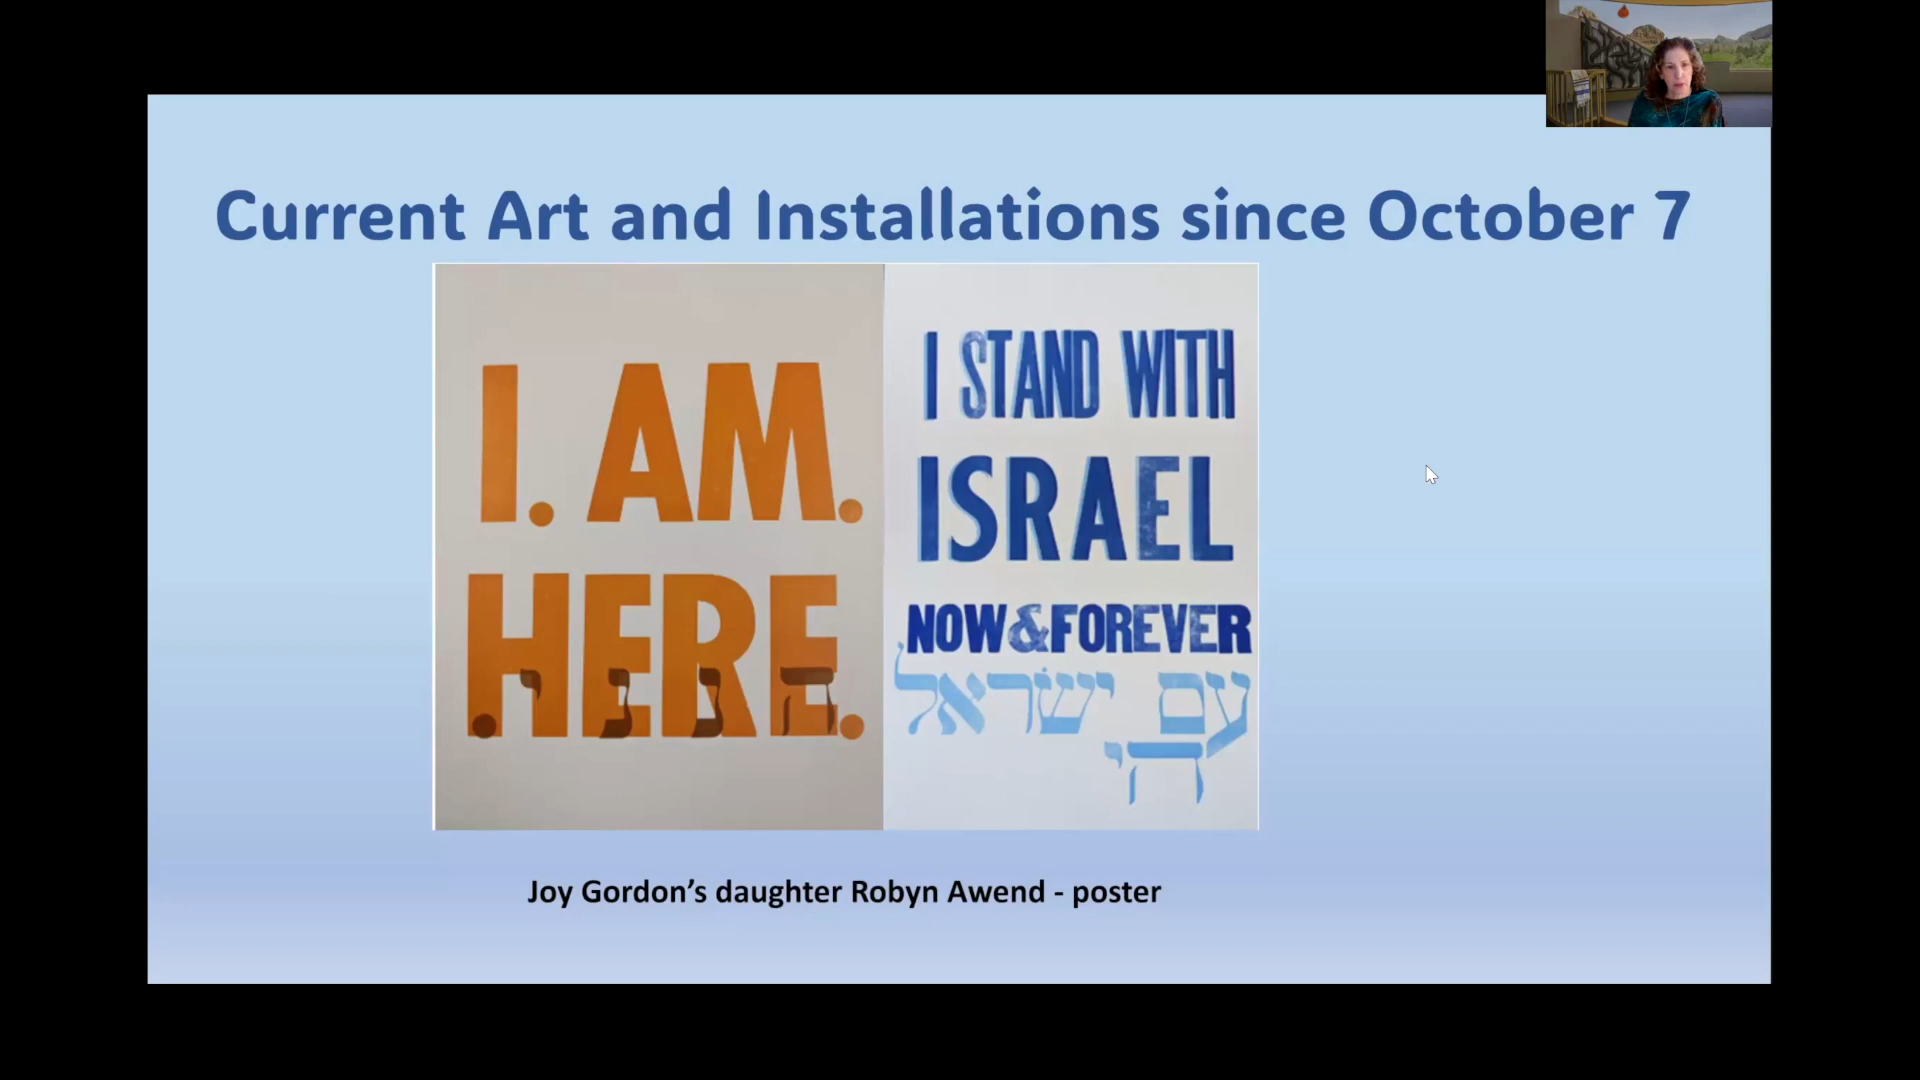 Current Art and Installations since October 7
I. AM.
HERE.
הנני.
I STAND WITH
ISRAEL
NOW&FOREVER
עם ישראל
חי
Joy Gordon’s daughter Robyn Awend - poster